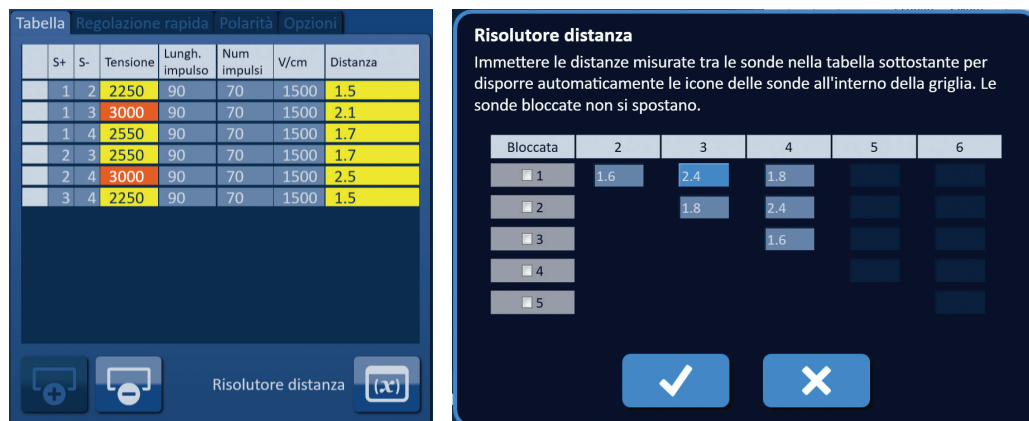 Tabella Regolazione rapida Polarità Opzioni
S+ S- Tensione Lungh. impulso Num impulsi V/cm Distanza
1 2 2250 90 70 1500 1.5
1 3 3000 90 70 1500 2.1
1 4 2550 90 70 1500 1.7
2 3 2550 90 70 1500 1.7
2 4 3000 90 70 1500 2.5
3 4 2250 90 70 1500 1.5
Risolutore distanza (x)
Risolutore distanza
Immettere le distanze misurate tra le sonde nella tabella sottostante per
disporre automaticamente le icone delle sonde all'interno della griglia. Le
sonde bloccate non si spostano.
Bloccata 2 3 4 5 6
1 1.6 2.4 1.8
2 1.8 2.4
3 1.6
4
5